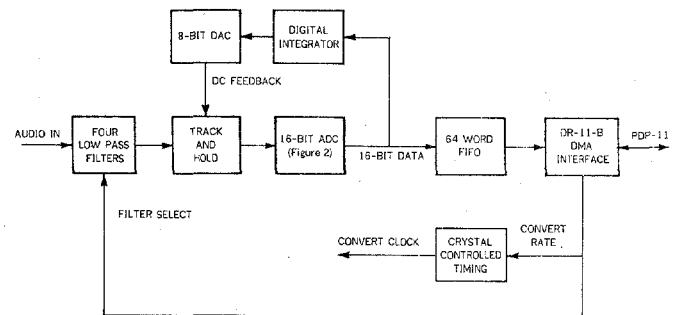 8-BIT DAC
DIGITAL
INTEGRATOR
DC FEEDBACK
AUDIO IN
FOUR
LOW PASS
FILTERS
TRACK
AND
HOLD
16-BIT ADC
(Figure 2)
16-BIT DATA
64 WORD
FIFO
DR-11-B
DMA
INTERFACE
PDP-11
FILTER SELECT
CONVERT CLOCK
CRYSTAL
CONTROLLED
TIMING
CONVERT
RATE